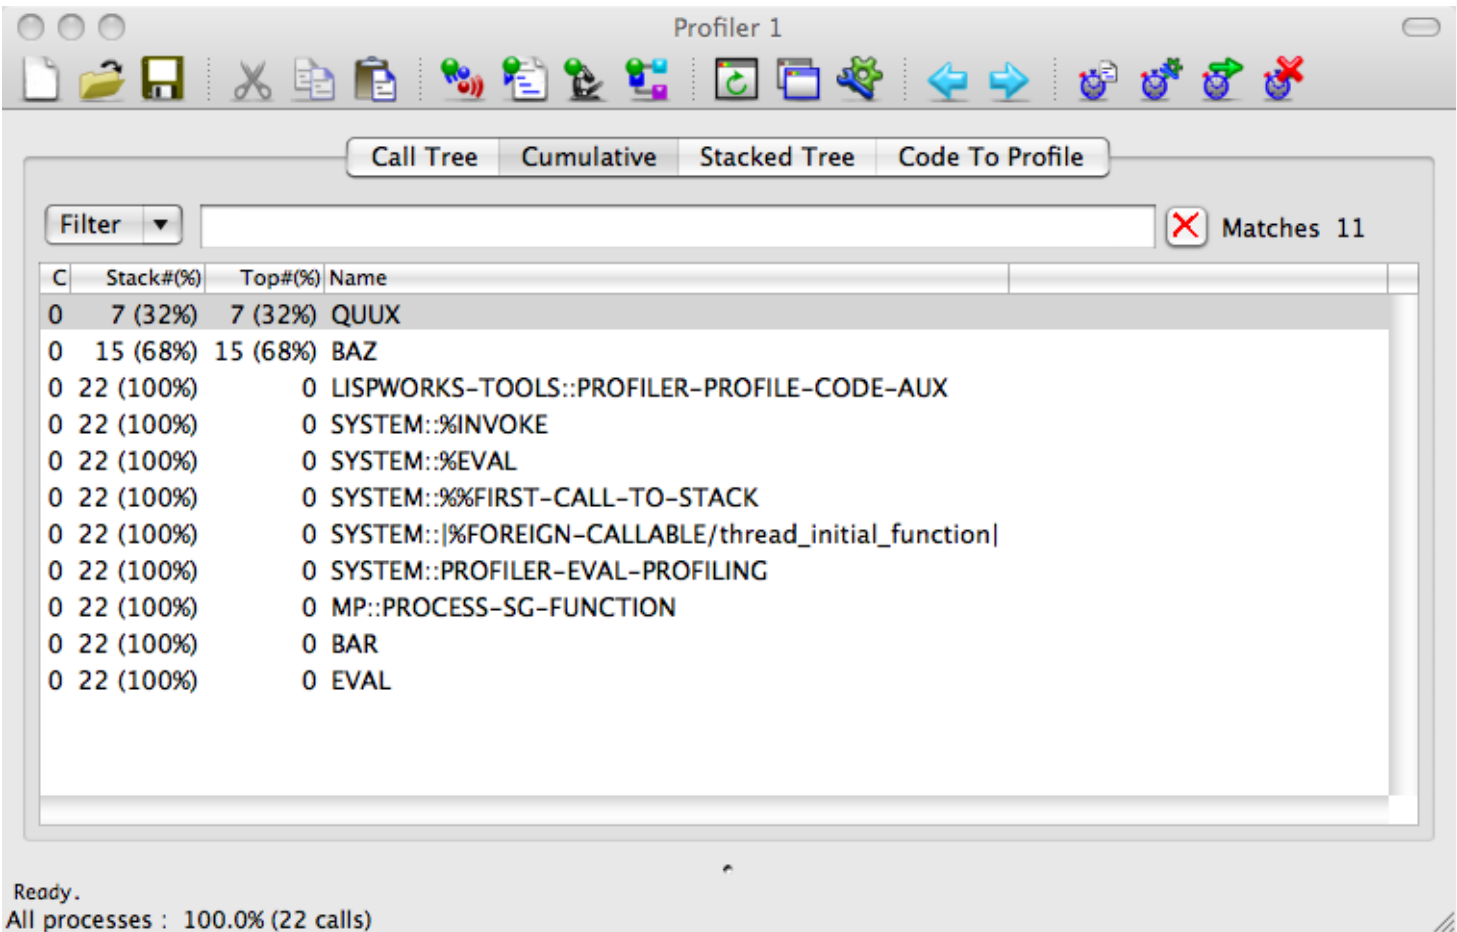 Profiler 1
Call Tree Cumulative Stacked Tree Code To Profile
Filter Matches 11
C Stack#(%) Top#(%) Name
0 7 (32%) 7 (32%) QUUX
0 15 (68%) 15 (68%) BAZ
0 22 (100%) 0 LISPWORKS-TOOLS::PROFILER-PROFILE-CODE-AUX
0 22 (100%) 0 SYSTEM::%INVOKE
0 22 (100%) 0 SYSTEM::%EVAL
0 22 (100%) 0 SYSTEM::%%FIRST-CALL-TO-STACK
0 22 (100%) 0 SYSTEM::|%FOREIGN-CALLABLE/thread_initial_function|
0 22 (100%) 0 SYSTEM::PROFILER-EVAL-PROFILING
0 22 (100%) 0 MP::PROCESS-SG-FUNCTION
0 22 (100%) 0 BAR
0 22 (100%) 0 EVAL
Ready.
All processes : 100.0% (22 calls)